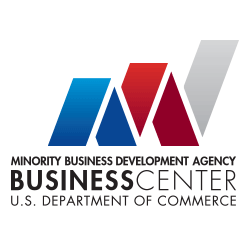 MINORITY BUSINESS DEVELOPMENT AGENCY
BUSINESSCENTER
U.S. DEPARTMENT OF COMMERCE